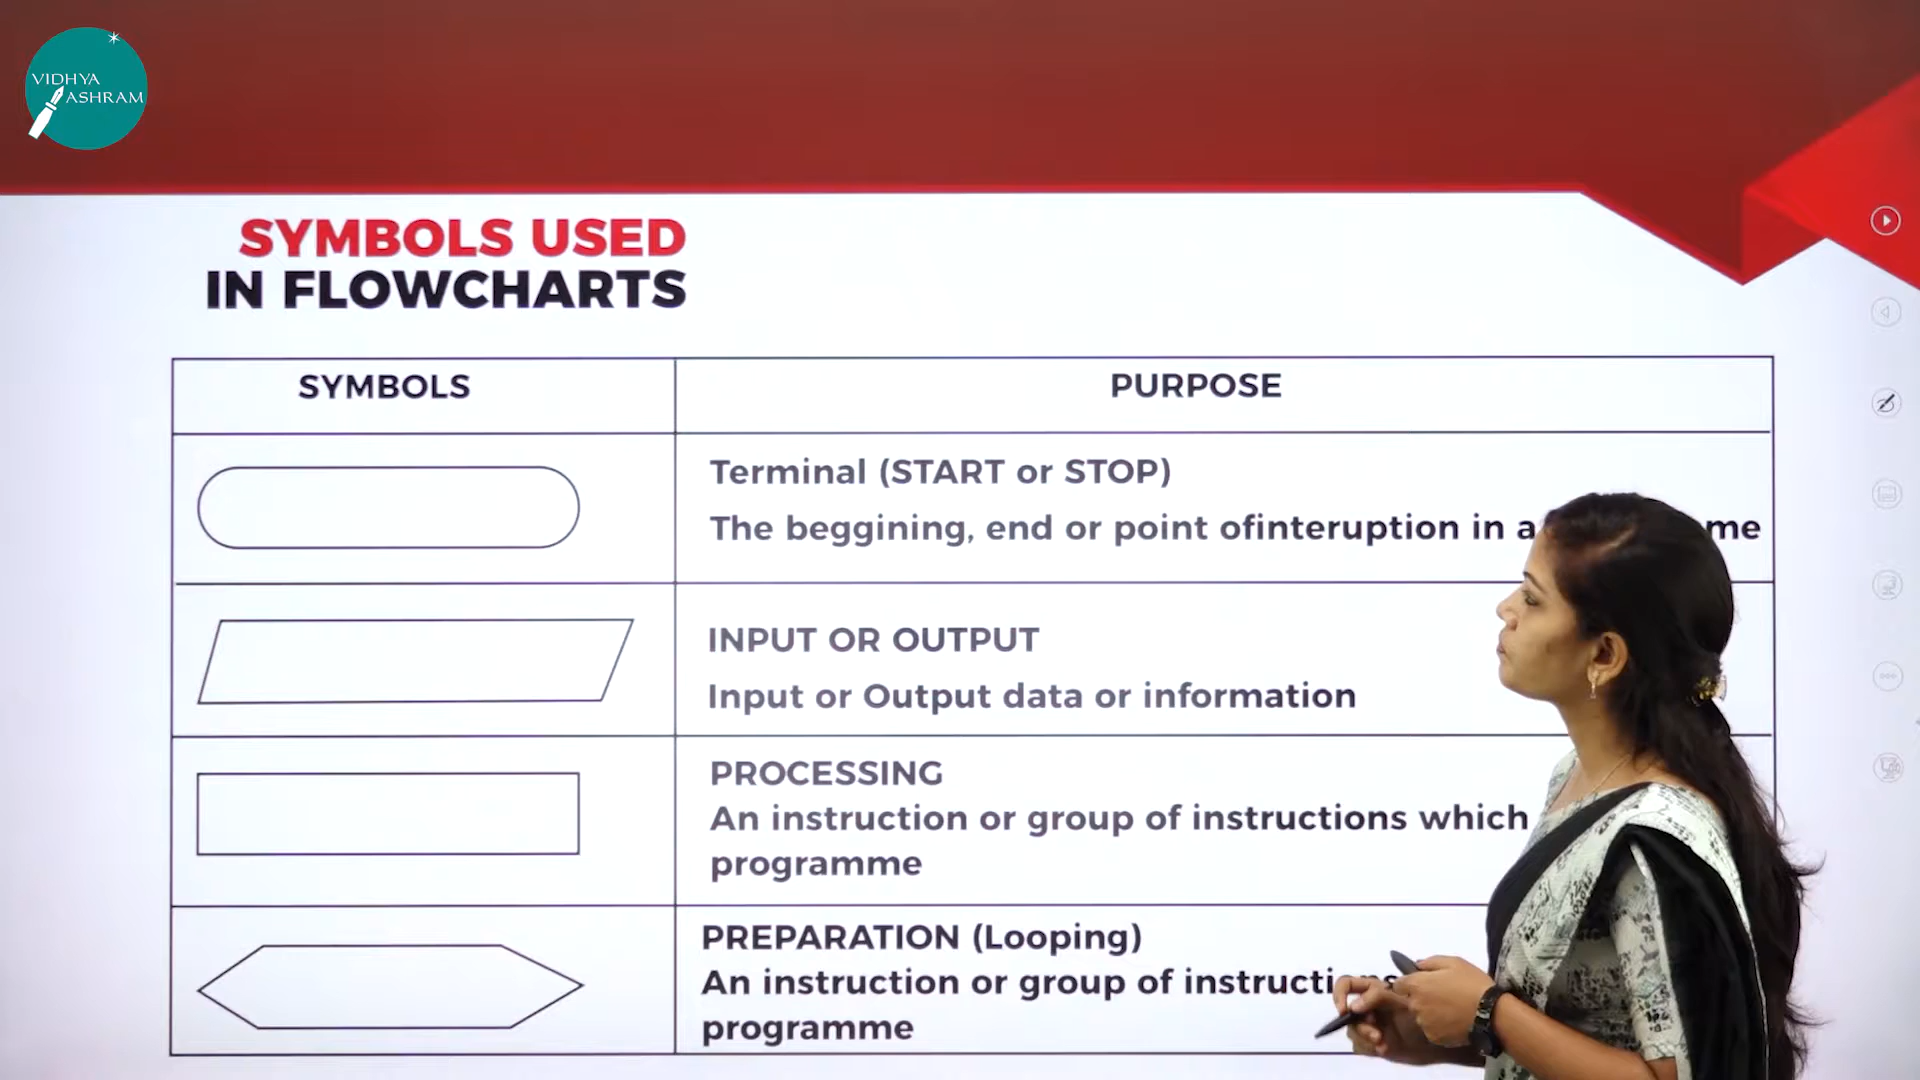 VIDHYA
ASHRAM
SYMBOLS USED
IN FLOWCHARTS
SYMBOLS
PURPOSE
Terminal (START or STOP)
The beggining, end or point ofinteruption in a me
INPUT OR OUTPUT
Input or Output data or information
PROCESSING
An instruction or group of instructions which
programme
PREPARATION (Looping)
An instruction or group of instructions
programme